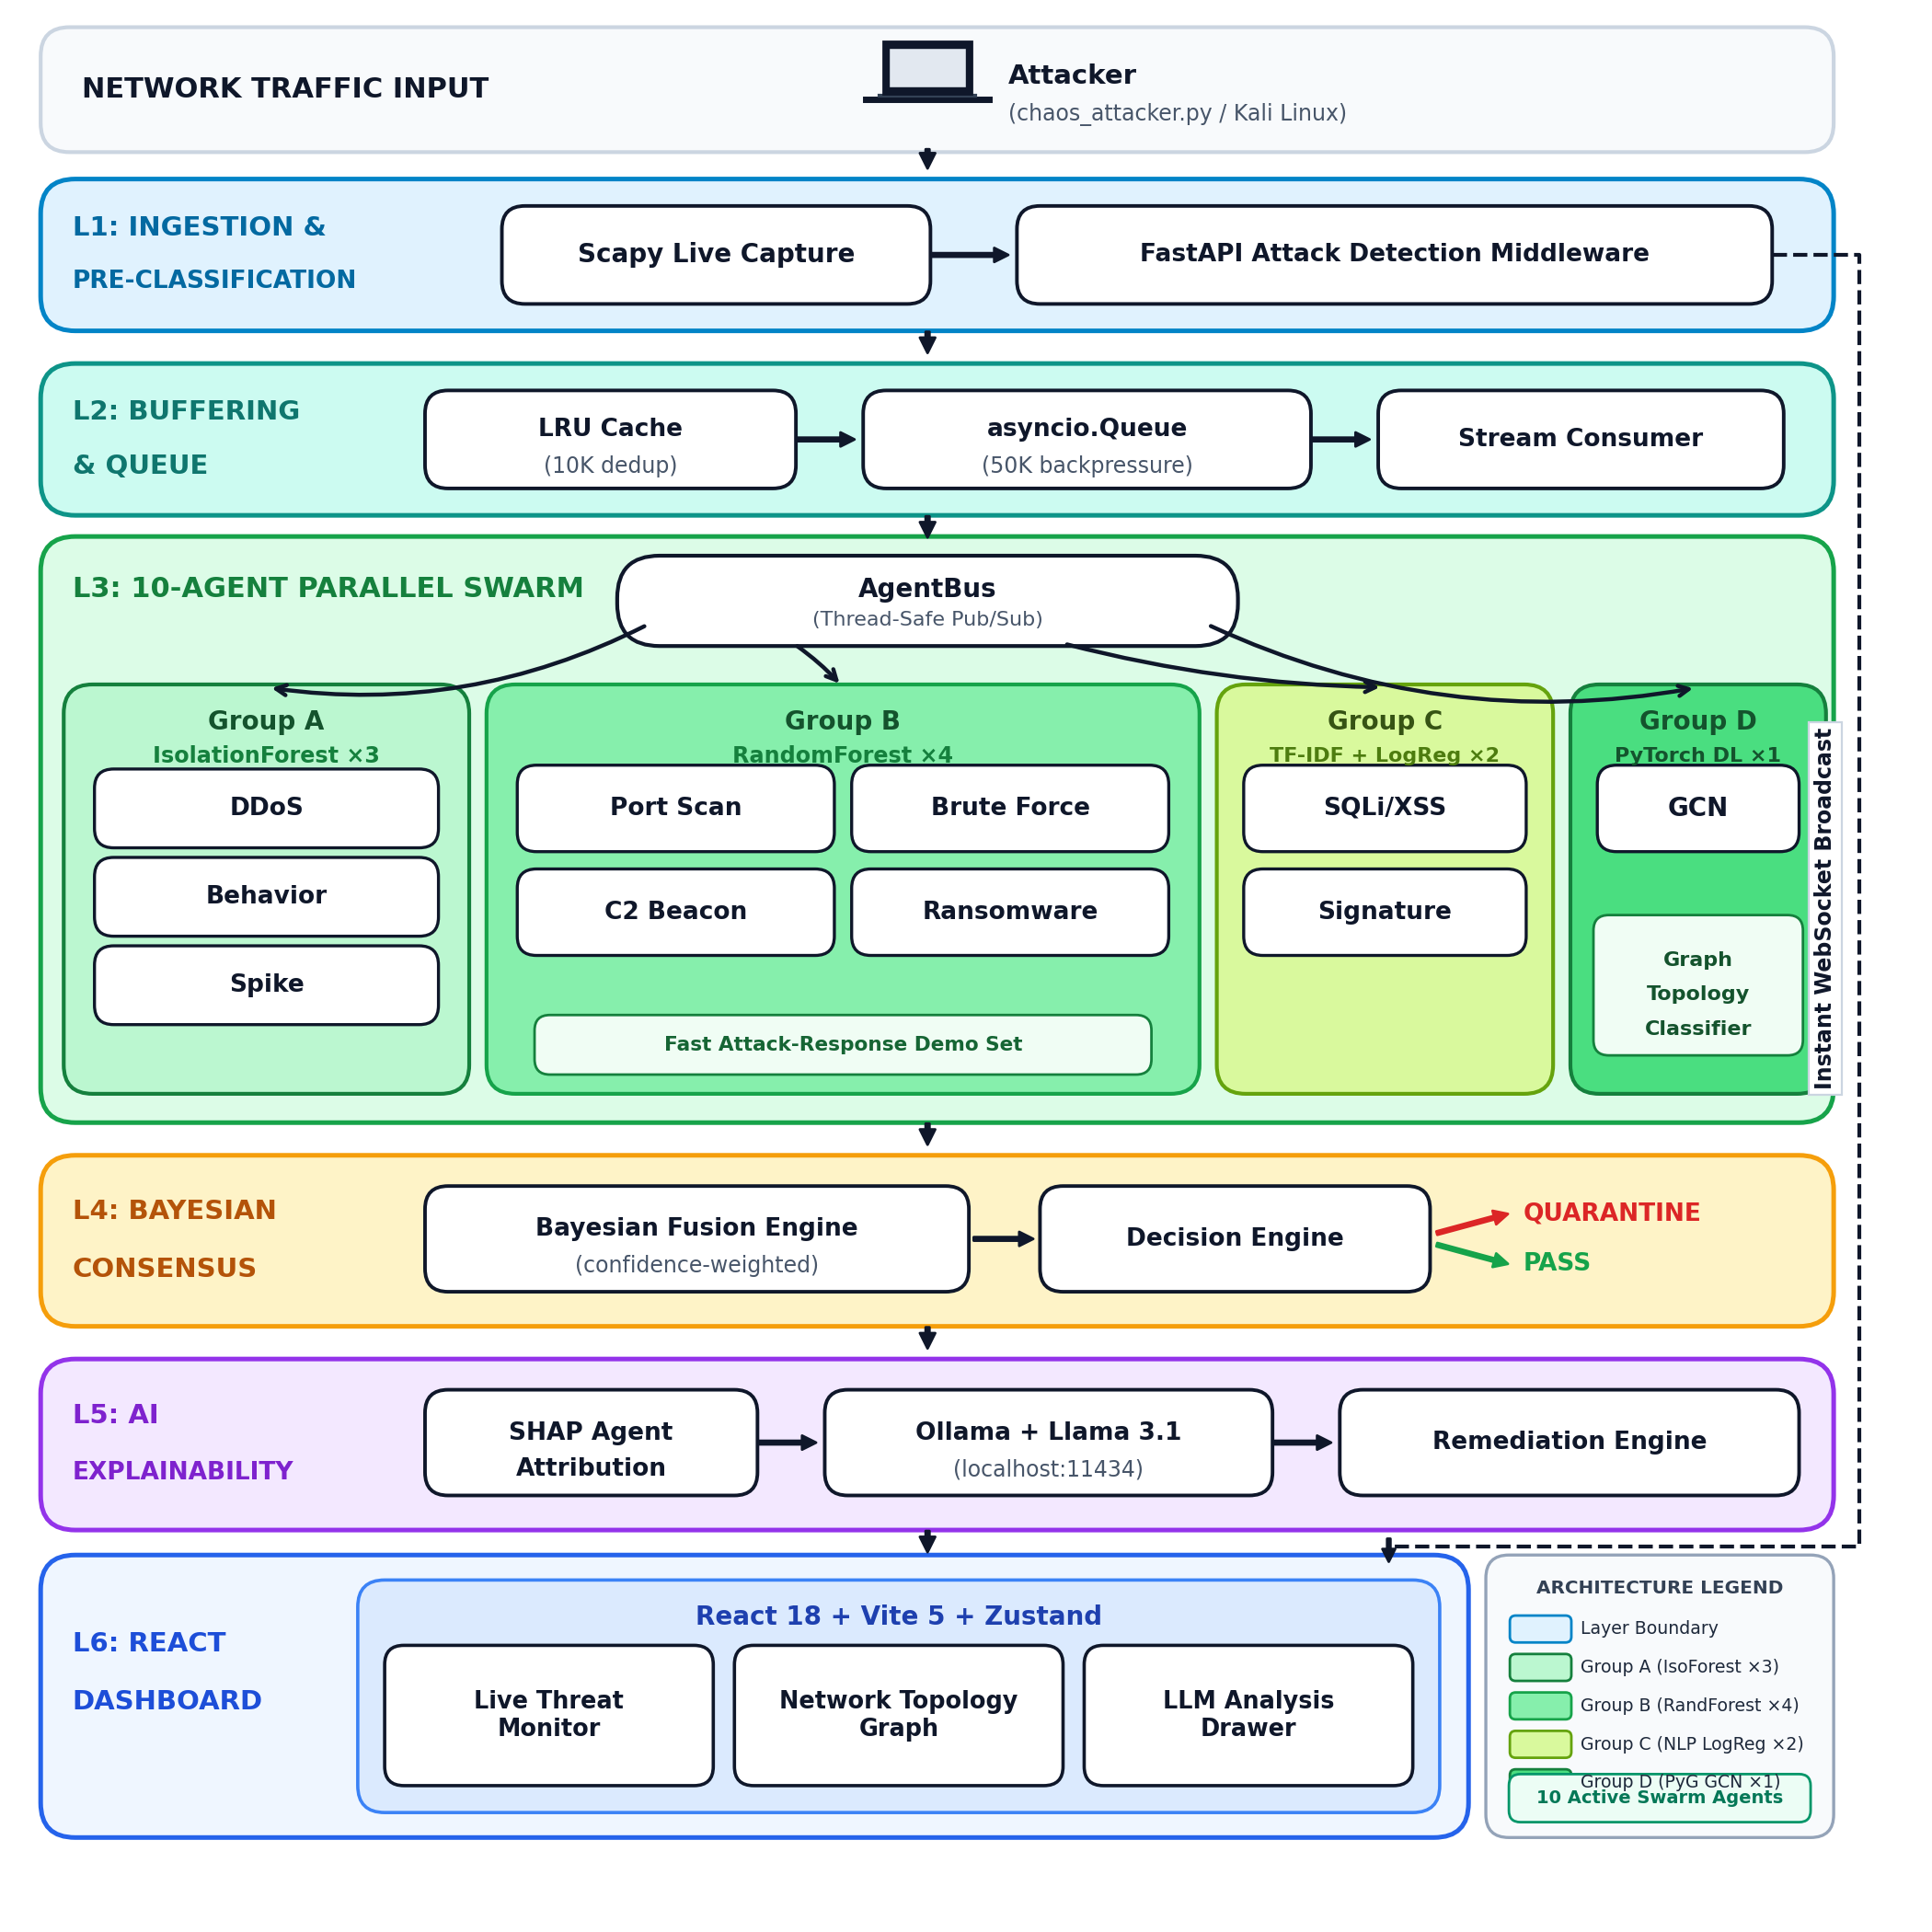 NETWORK TRAFFIC INPUT
Attacker
(chaos_attacker.py / Kali Linux)
L1: INGESTION &
PRE-CLASSIFICATION
Scapy Live Capture
FastAPI Attack Detection Middleware
L2: BUFFERING
& QUEUE
LRU Cache
(10K dedup)
asyncio.Queue
(50K backpressure)
Stream Consumer
L3: 10-AGENT PARALLEL SWARM
AgentBus
(Thread-Safe Pub/Sub)
Group A
IsolationForest ×3
DDoS
Behavior
Spike
Group B
RandomForest ×4
Port Scan
Brute Force
C2 Beacon
Ransomware
Fast Attack-Response Demo Set
Group C
TF-IDF + LogReg ×2
SQLi/XSS
Signature
Group D
PyTorch DL ×1
GCN
Graph
Topology
Classifier
Instant WebSocket Broadcast
L4: BAYESIAN
CONSENSUS
Bayesian Fusion Engine
(confidence-weighted)
Decision Engine
QUARANTINE
PASS
L5: AI
EXPLAINABILITY
SHAP Agent
Attribution
Ollama + Llama 3.1
(localhost:11434)
Remediation Engine
L6: REACT
DASHBOARD
React 18 + Vite 5 + Zustand
Live Threat
Monitor
Network Topology
Graph
LLM Analysis
Drawer
ARCHITECTURE LEGEND
Layer Boundary
Group A (IsoForest ×3)
Group B (RandForest ×4)
Group C (NLP LogReg ×2)
Group D (PyG GCN ×1)
10 Active Swarm Agents